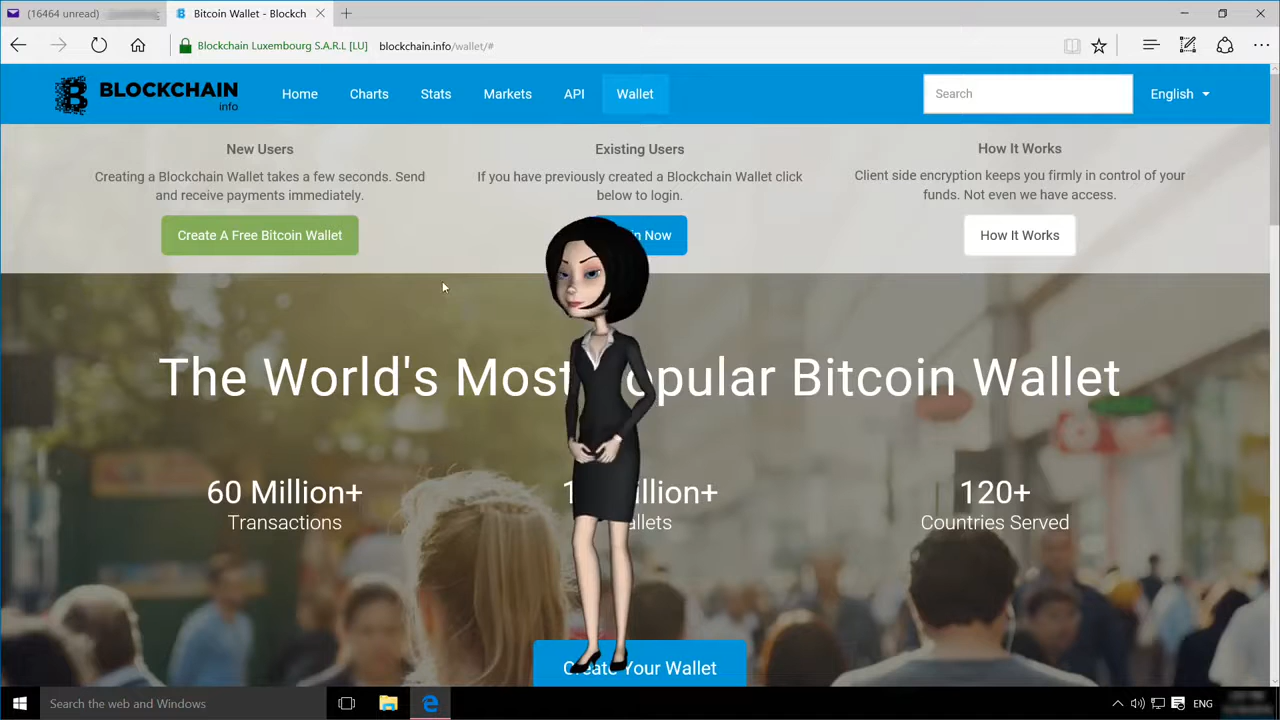 (16464 unread)
Bitcoin Wallet - Blockch
Blockchain Luxembourg S.A.R.L [LU]
blockchain.info/wallet/#
BLOCKCHAIN
info
Home
Charts
Stats
Markets
API
Wallet
Search
English
New Users
Creating a Blockchain Wallet takes a few seconds. Send
and receive payments immediately.
Create A Free Bitcoin Wallet
Existing Users
If you have previously created a Blockchain Wallet click
below to login.
Now
How It Works
Client side encryption keeps you firmly in control of your
funds. Not even we have access.
How It Works
The World's Most opular Bitcoin Wallet
60 Million+
Transactions
illion+
allets
120+
Countries Served
Create Your Wallet
Search the web and Windows
ENG